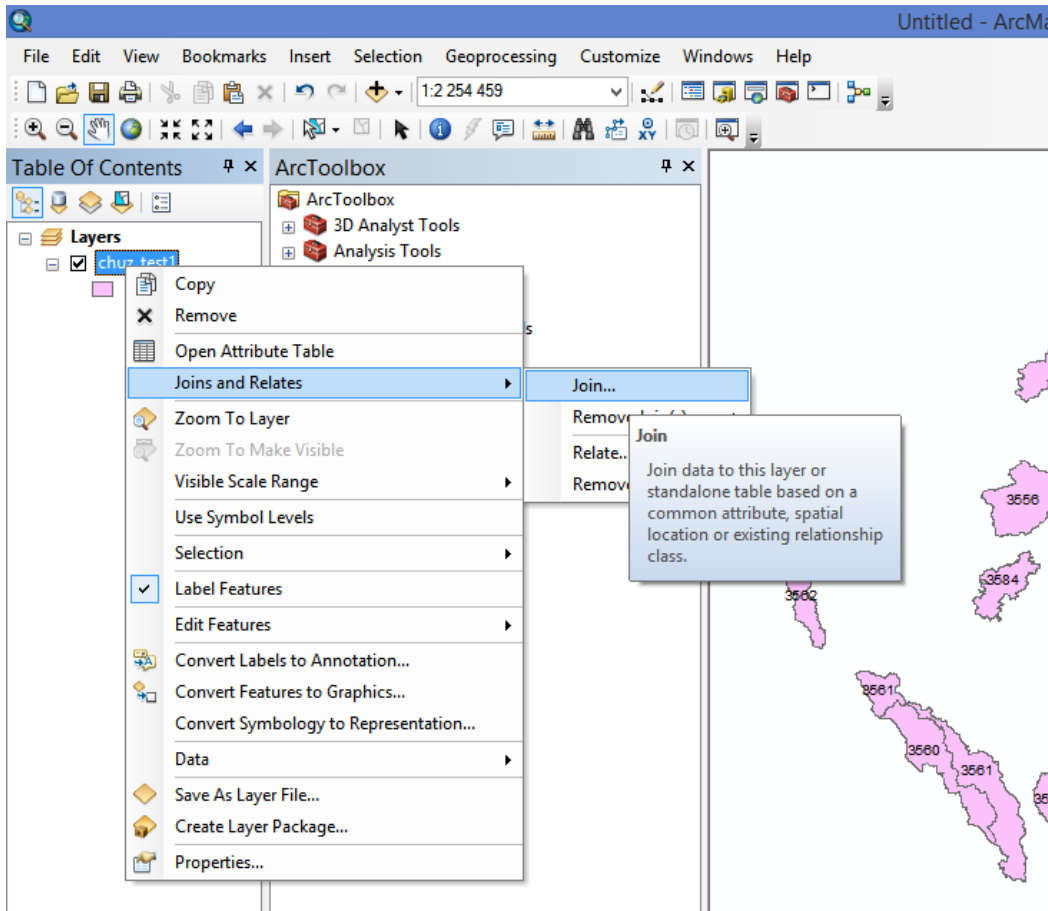 Untitled - ArcMa
File Edit View Bookmarks Insert Selection Geoprocessing Customize Windows Help
1:2 254 459
Table Of Contents
ArcToolbox
ArcToolbox
3D Analyst Tools
Analysis Tools
Layers
chuz_test1
Copy
Remove
s
Open Attribute Table
Joins and Relates
Join...
Zoom To Layer
Zoom To Make Visible
Relate..
Visible Scale Range
Use Symbol Levels
Selection
Label Features
Edit Features
Convert Labels to Annotation...
Convert Features to Graphics...
Convert Symbology to Representation...
Data
Save As Layer File...
Create Layer Package...
Properties...
Join
Join data to this layer or
standalone table based on a
common attribute, spatial
location or existing relationship
class.
3556
3584
3562
3561
3560
3561
35
XY